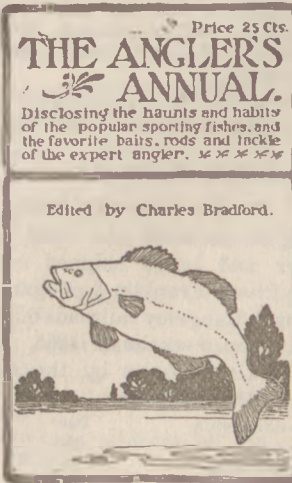 Price 25 Cts.
THE ANGLER'S
ANNUAL.
Disclosing the haunts and habits
of the popular sporting fishes, and
the favorite baits, rods and tackle
of the expert angler.
Edited by Charles Bradford.